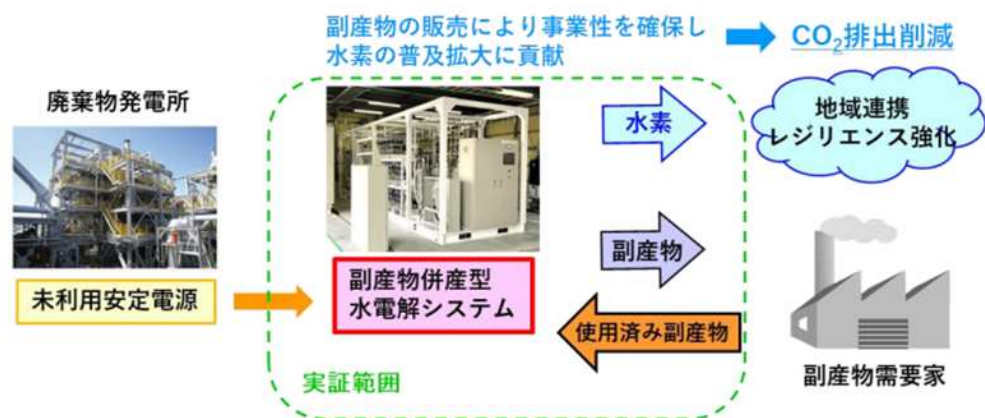 副産物の販売により事業性を確保し
水素の普及拡大に貢献
CO₂排出削減
廃棄物発電所
水素
地域連携
レジリエンス強化
未利用安定電源
副産物併産型
水電解システム
副産物
使用済み副産物
実証範囲
副産物需要家